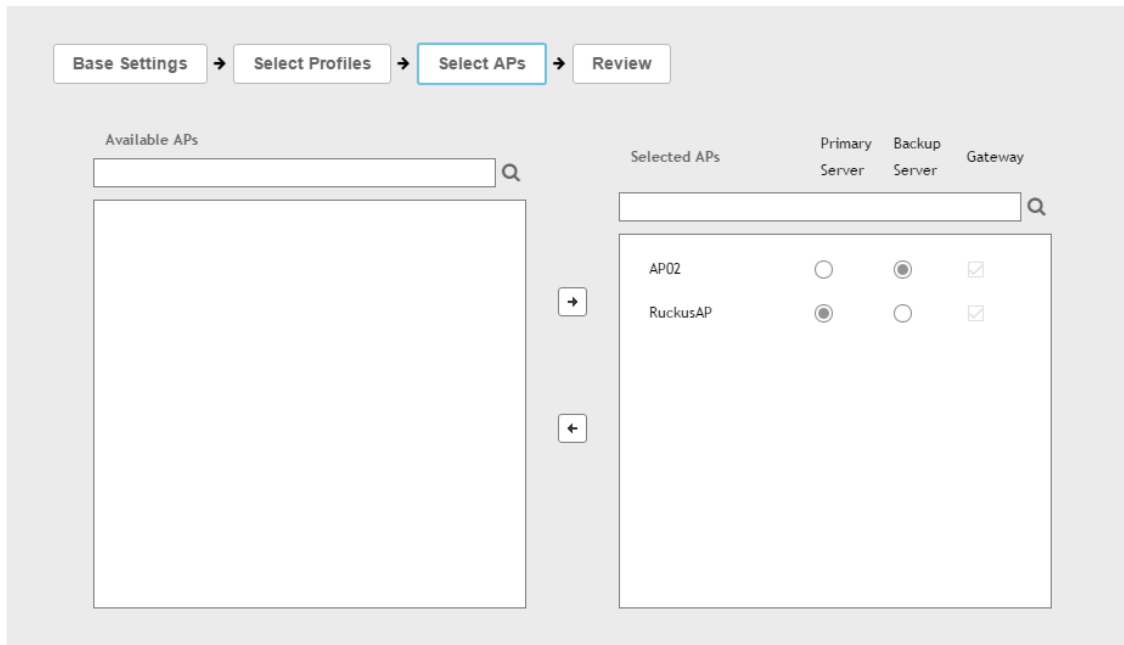 Base Settings → Select Profiles → Select APs → Review
Available APs
Selected APs
Primary Server
Backup Server
Gateway
AP02
RuckusAP